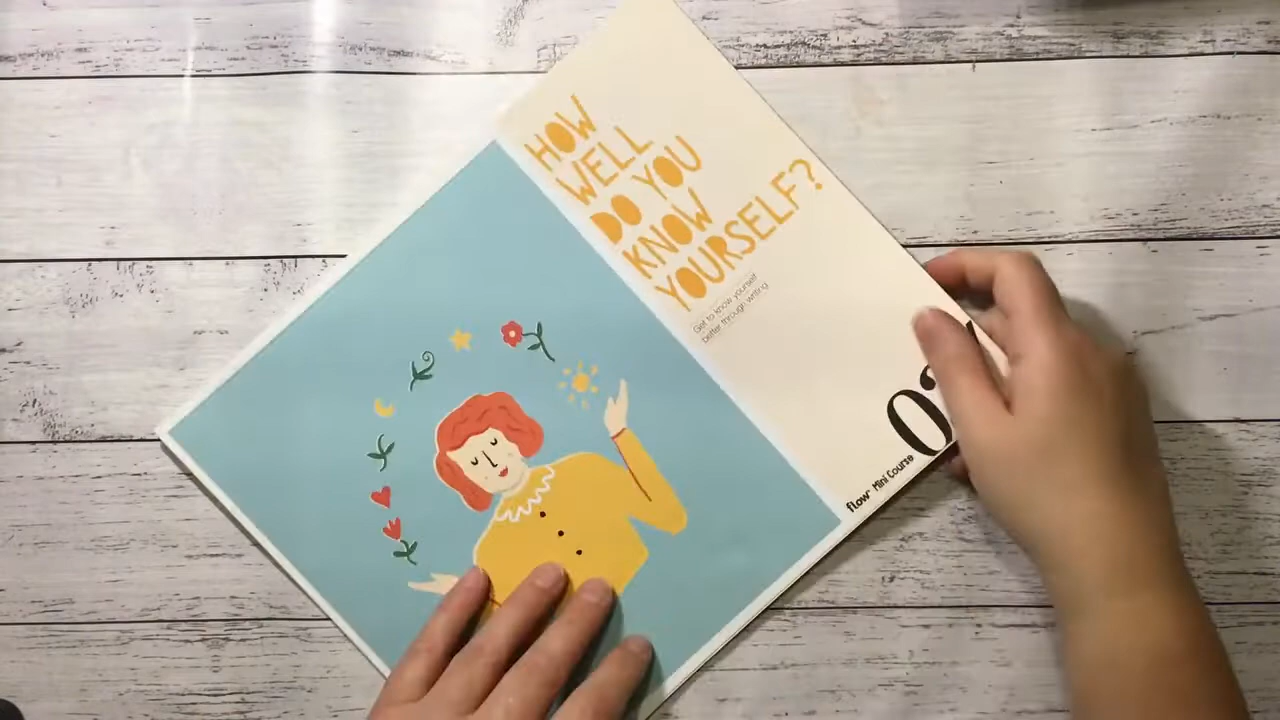 HOW
WELL
DO YOU
KNOW
YOURSELF?
Get to know yourself
better through writing
flow Mini Course